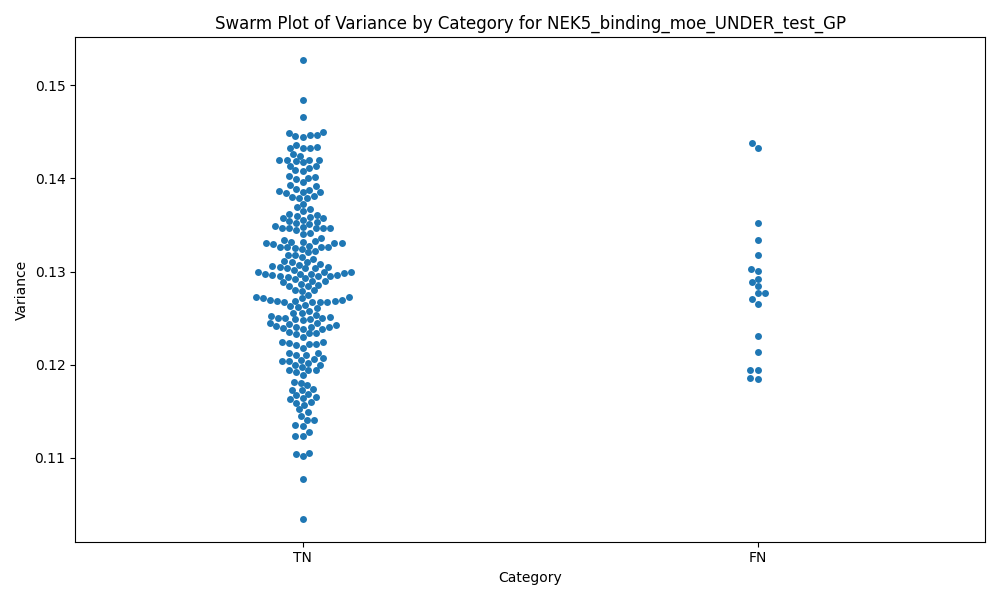 Swarm Plot of Variance by Category for NEK5_binding_moe_UNDER_test_GP
0.15
0.14
0.13
0.12
0.11
Variance
TN
FN
Category